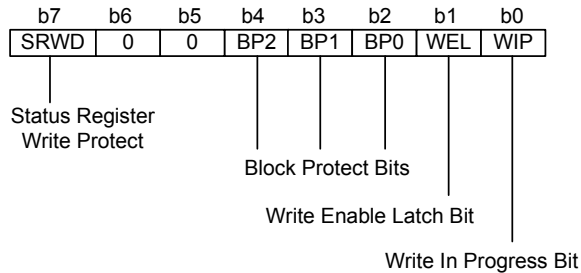 b7 b6 b5 b4 b3 b2 b1 b0
SRWD 0 0 BP2 BP1 BP0 WEL WIP
Status Register
Write Protect
Block Protect Bits
Write Enable Latch Bit
Write In Progress Bit